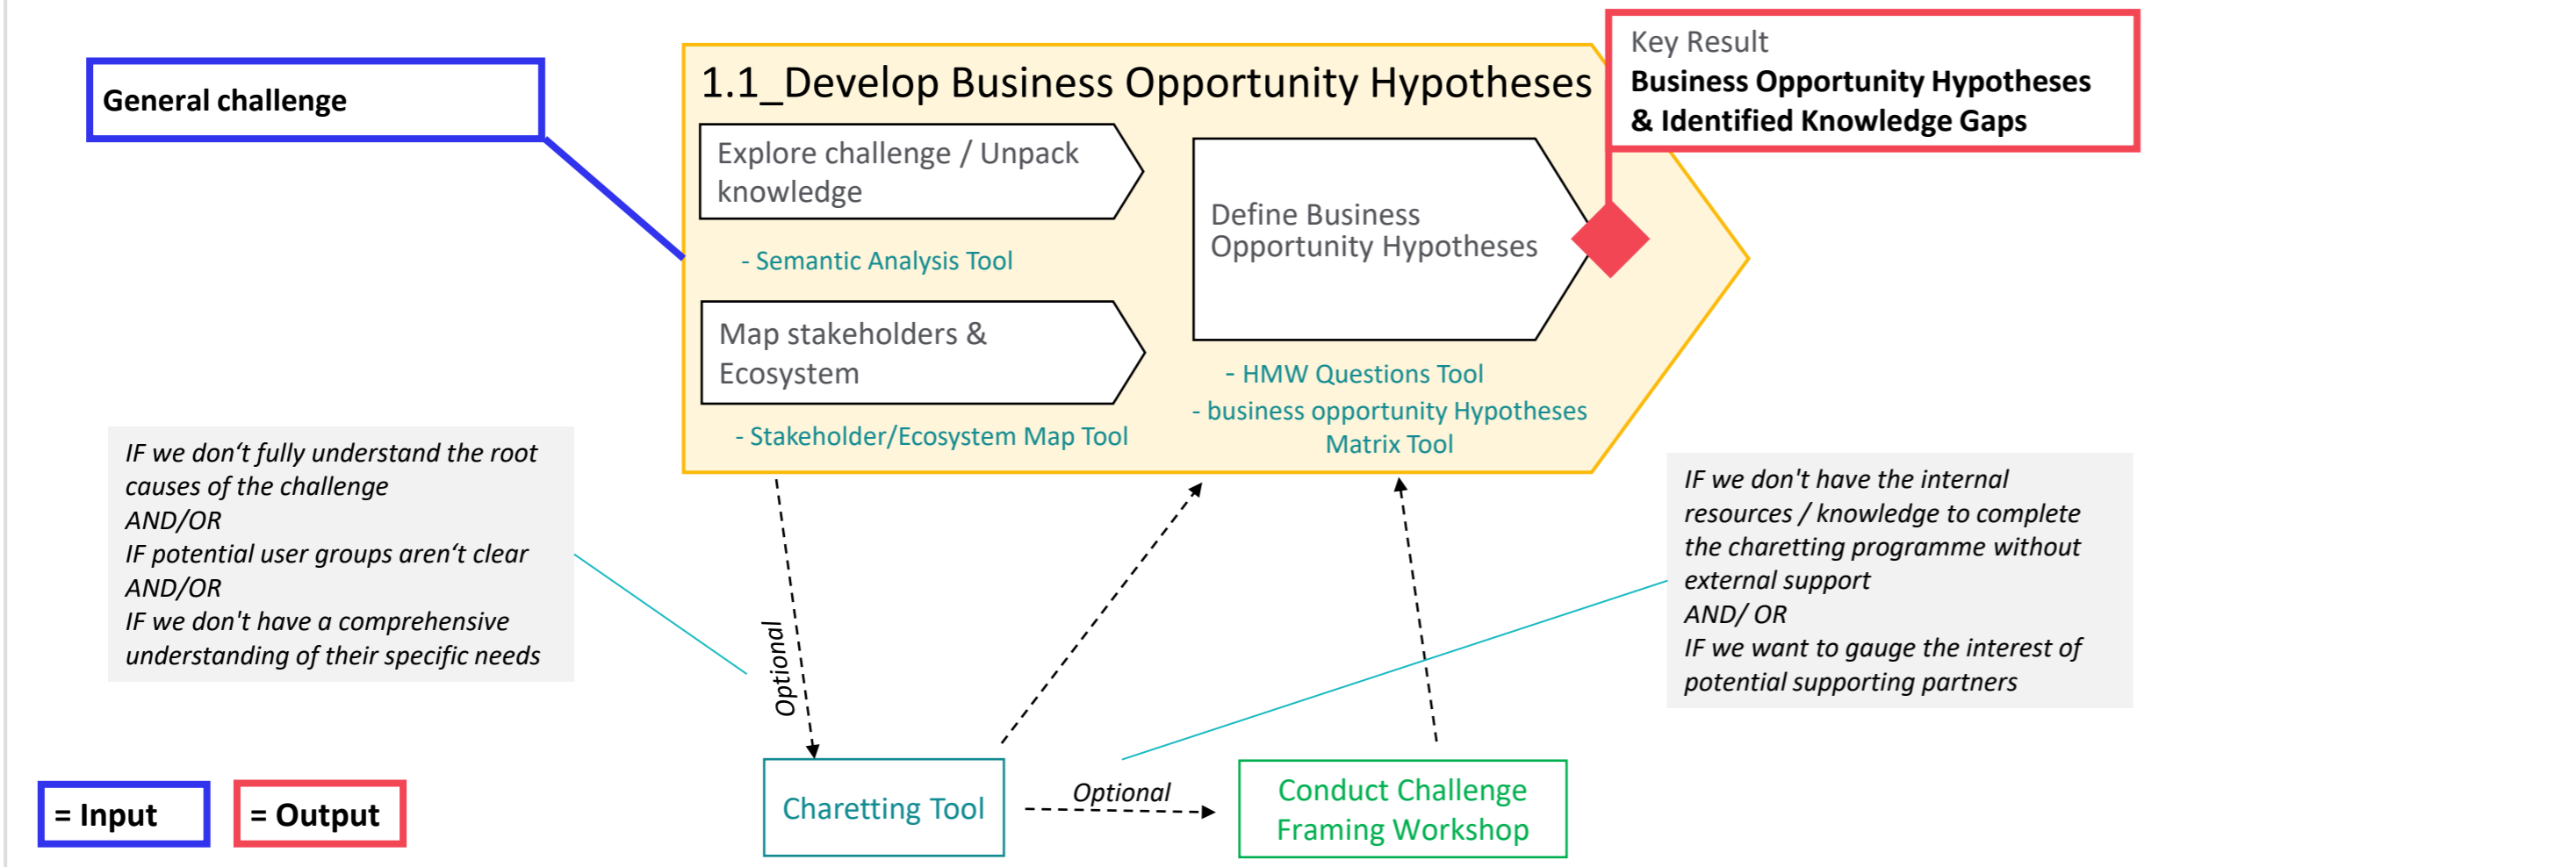 General challenge
1.1_Develop Business Opportunity Hypotheses
Key Result
Business Opportunity Hypotheses
& Identified Knowledge Gaps
Explore challenge / Unpack
knowledge
- Semantic Analysis Tool
Map stakeholders &
Ecosystem
- Stakeholder/Ecosystem Map Tool
Define Business
Opportunity Hypotheses
- HMW Questions Tool
- business opportunity Hypotheses
Matrix Tool
IF we don‘t fully understand the root
causes of the challenge
AND/OR
IF potential user groups aren‘t clear
AND/OR
IF we don't have a comprehensive
understanding of their specific needs
IF we don't have the internal
resources / knowledge to complete
the charetting programme without
external support
AND/ OR
IF we want to gauge the interest of
potential supporting partners
Optional
Charetting Tool
Optional
Conduct Challenge
Framing Workshop
= Input
= Output